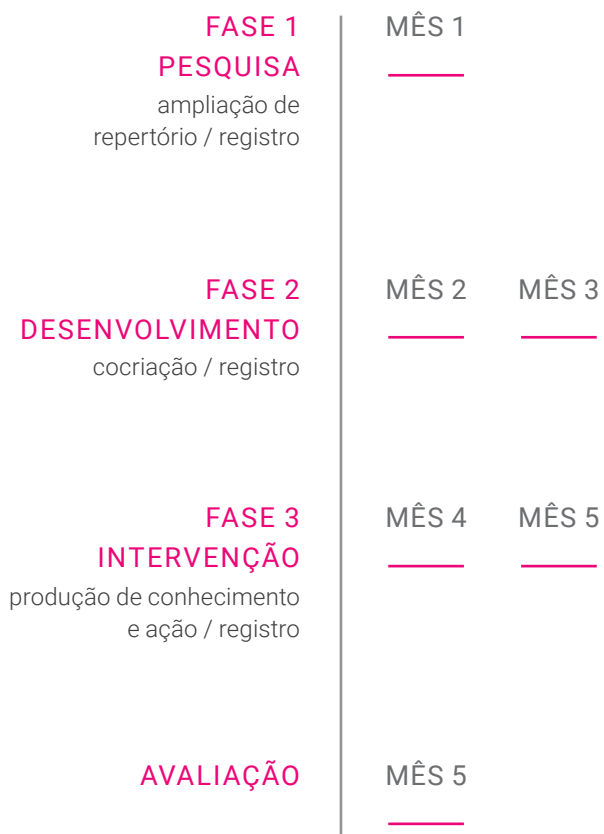 FASE 1
PESQUISA
ampliação de
repertório / registro
MÊS 1
FASE 2
DESENVOLVIMENTO
cocriação / registro
MÊS 2
MÊS 3
FASE 3
INTERVENÇÃO
produção de conhecimento
e ação / registro
MÊS 4
MÊS 5
AVALIAÇÃO
MÊS 5